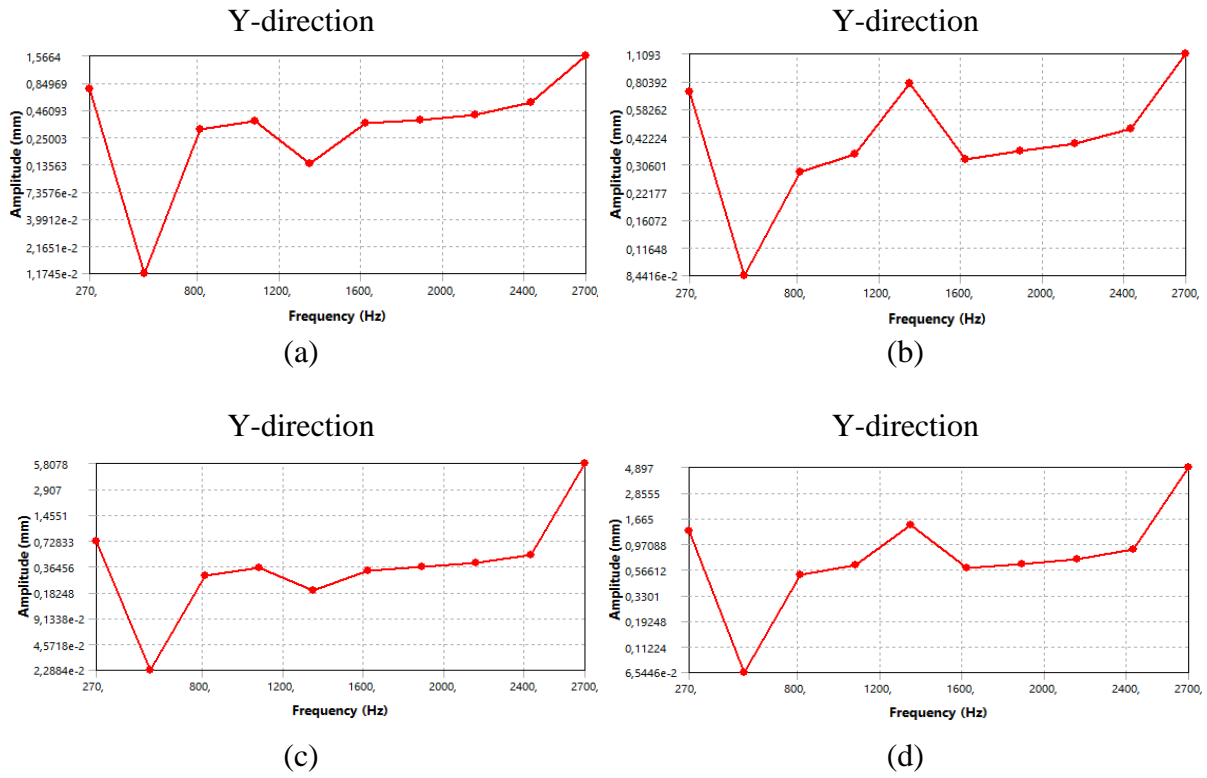 Y-direction
1,5664
0,84969
0,46093
0,25003
0,13563
7,3576e-2
3,9912e-2
2,1651e-2
1,1745e-2
Amplitude (mm)
270, 800, 1200, 1600, 2000, 2400, 2700,
Frequency (Hz)
(a)
Y-direction
1,1093
0,80392
0,58262
0,42224
0,30601
0,22177
0,16072
0,11648
8,4416e-2
Amplitude (mm)
270, 800, 1200, 1600, 2000, 2400, 2700,
Frequency (Hz)
(b)
Y-direction
5,8078
2,907
1,4551
0,72833
0,36456
0,18248
9,1338e-2
4,5718e-2
2,2884e-2
Amplitude (mm)
270, 800, 1200, 1600, 2000, 2400, 2700,
Frequency (Hz)
(c)
Y-direction
4,897
2,8555
1,665
0,97088
0,56612
0,3301
0,19248
0,11224
6,5446e-2
Amplitude (mm)
270, 800, 1200, 1600, 2000, 2400, 2700,
Frequency (Hz)
(d)